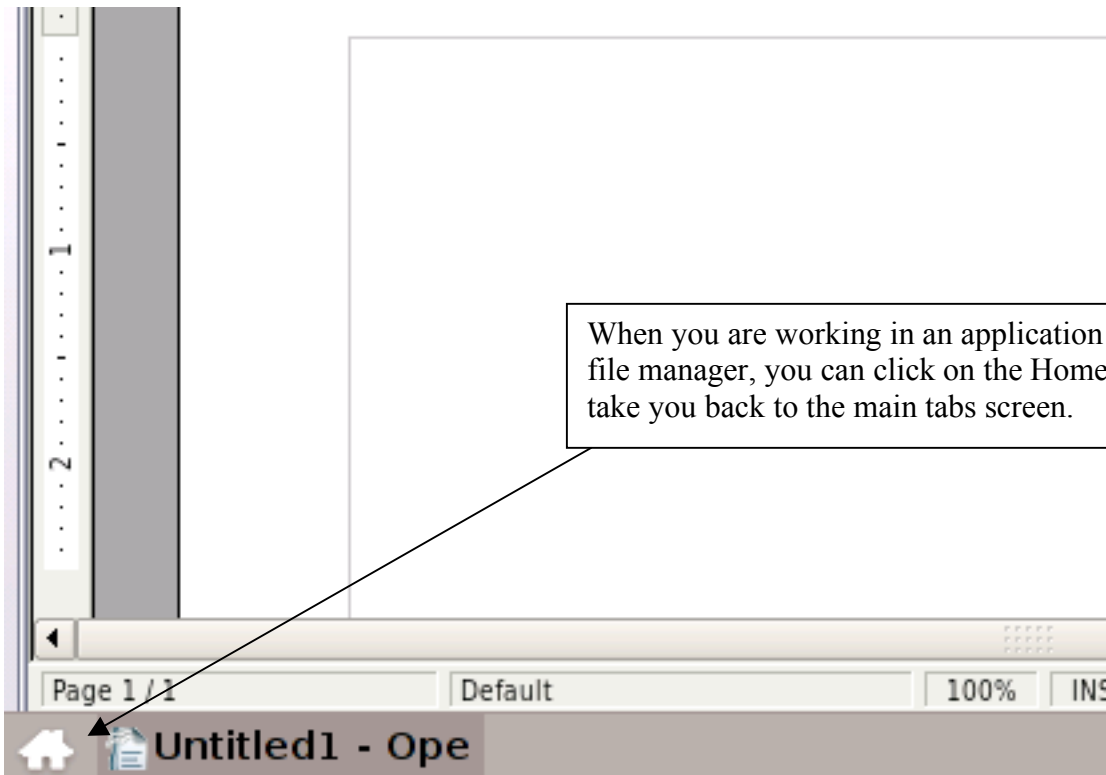 1
2
When you are working in an application
file manager, you can click on the Home
take you back to the main tabs screen.
Page 1 / 1 Default 100% INS
Untitled1 - Ope